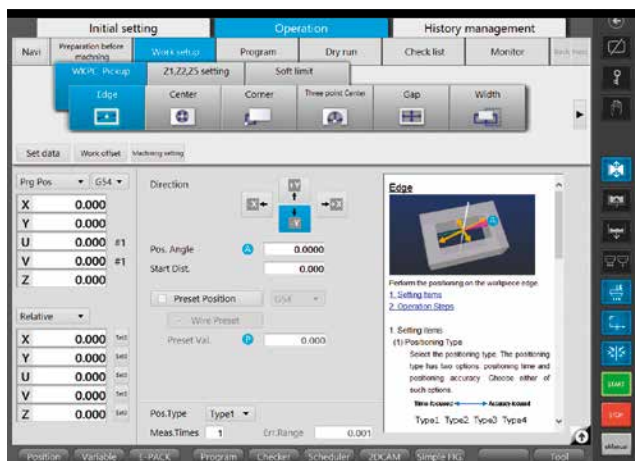 Initial setting Operation History management
Navi Preparation before machining Work setup Program Dry run Check list Monitor
WKPC Pickup Z1,Z2,Z5 setting Soft limit
Edge Center Corner Three point Center Gap Width
Set data Work offset Machining setting
Prg Pos G54
X 0.000
Y 0.000
U 0.000 #1
V 0.000 #1
Z 0.000
Relative
X 0.000
Y 0.000
U 0.000
V 0.000
Z 0.000
Direction
Pos. Angle A 0.0000
Start Dist. 0.000
Preset Position G54
Wire Preset
Preset Val. P 0.000
Pos.Type Type1
Meas.Times 1 Err.Range 0.001
Edge
Perform the positioning on the workpiece edge.
1. Setting Items
2. Operation Steps
1. Setting items
(1) Positioning Type
Select the positioning type. The positioning
type has two options: positioning time and
positioning accuracy. Choose either of
such options.
Time-focused Accuracy-focused
Type1 Type2 Type3 Type4
START
STOP
Position Variable E-PACK Program Checker Scheduler 2DCAM Simple HG Tool